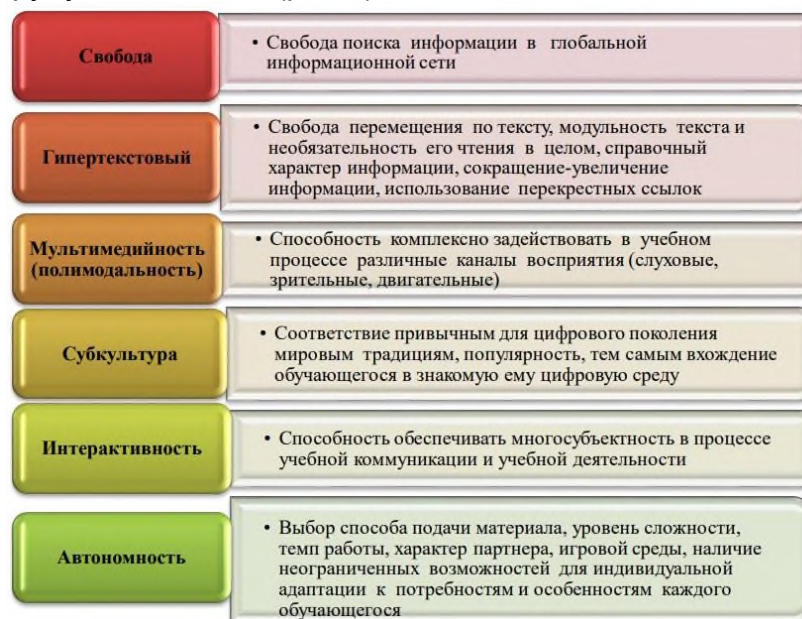 Свобода
• Свобода поиска информации в глобальной
информационной сети
Гипертекстовый
• Свобода перемещения по тексту, модульность текста и
необязательность его чтения в целом, справочный
характер информации, сокращение-увеличение
информации, использование перекрестных ссылок
Мультимедийность
(полимодальность)
• Способность комплексно задействовать в учебном
процессе различные каналы восприятия (слуховые,
зрительные, двигательные)
Субкультура
• Соответствие привычным для цифрового поколения
мировым традициям, популярность, тем самым вхождение
обучающегося в знакомую ему цифровую среду
Интерактивность
• Способность обеспечивать многосубъектность в процессе
учебной коммуникации и учебной деятельности
Автономность
• Выбор способа подачи материала, уровень сложности,
темп работы, характер партнера, игровой среды, наличие
неограниченных возможностей для индивидуальной
адаптации к потребностям и особенностям каждого
обучающегося